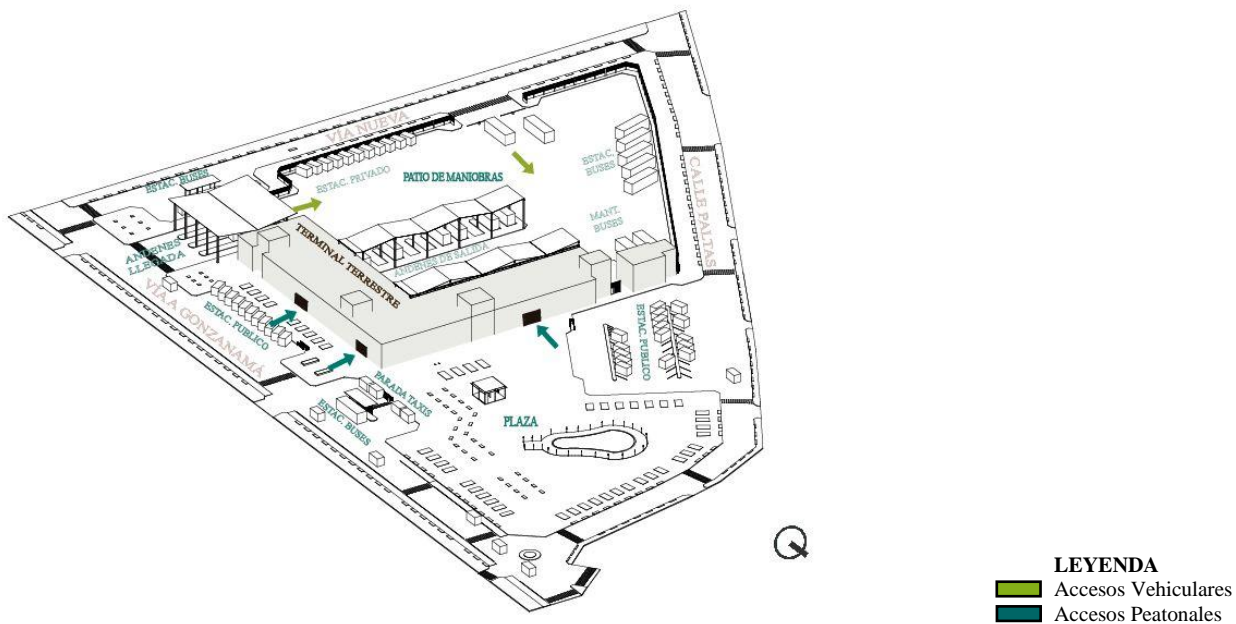 VÍA NUEVA
ESTAC. BUSES
ESTAC. PRIVADO
PATIO DE MANIOBRAS
ESTAC.
BUSES
CALLE PALTAS
MANT.
BUSES
ANDENES
LLEGADA
TERMINAL TERRESTRE
ANDENES DE SALIDA
VÍA A GONZANAMÁ
ESTAC. PUBLICO
ESTAC. PUBLICO
PARADA TAXIS
ESTAC. BUSES
PLAZA
LEYENDA
Accesos Vehiculares
Accesos Peatonales